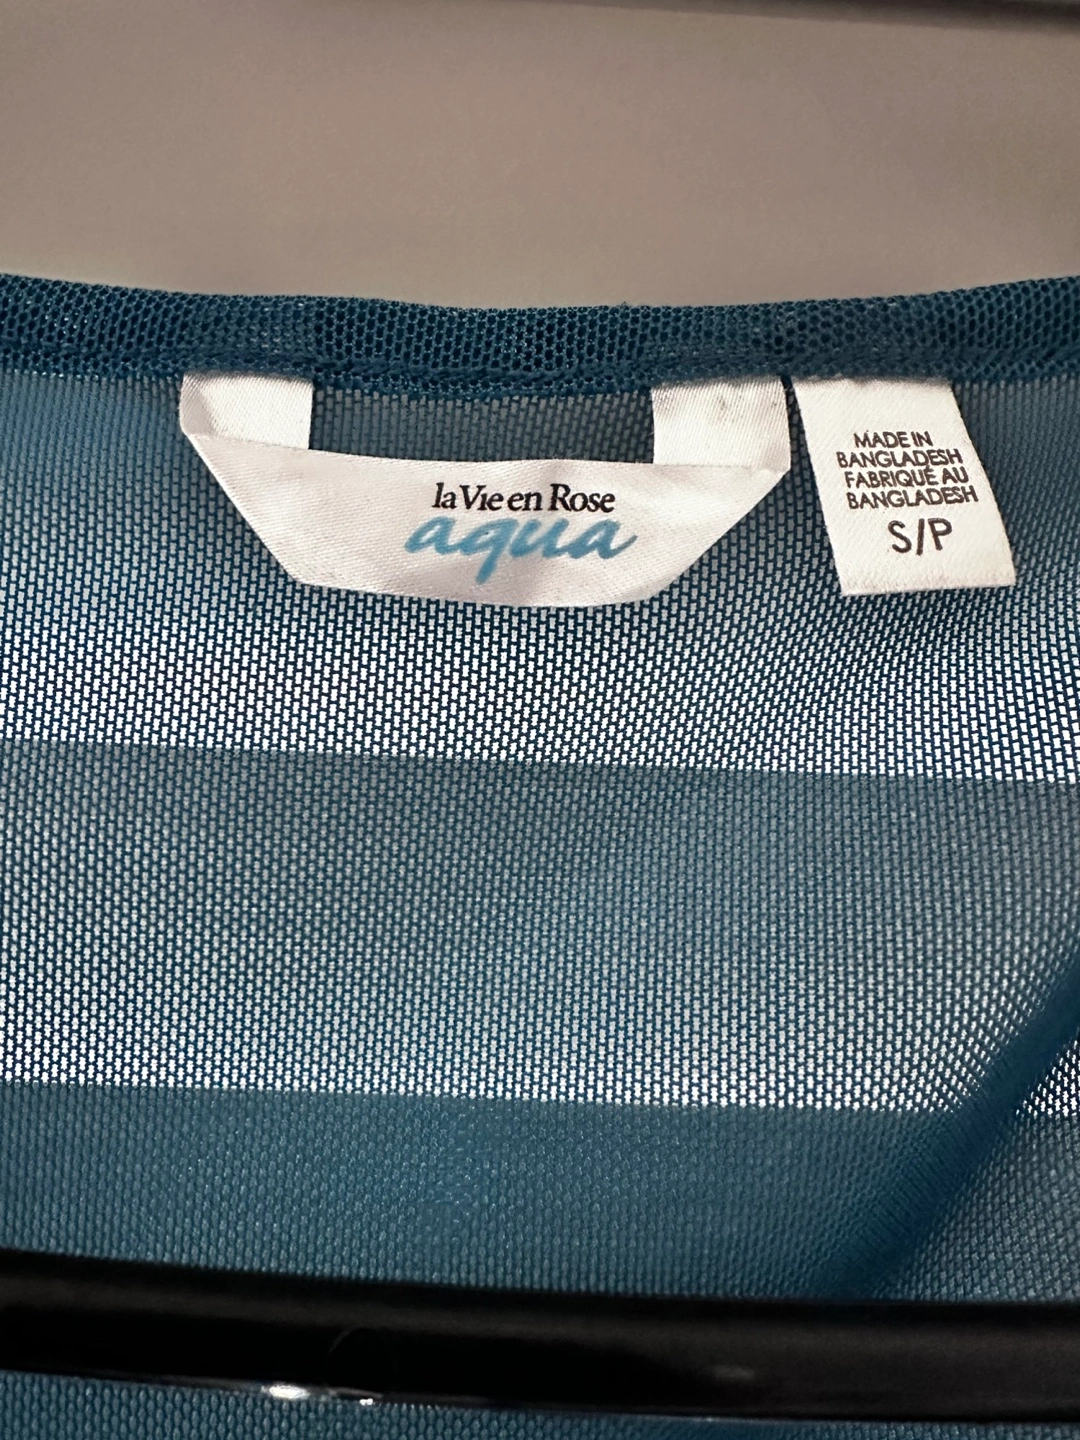 la Vie en Rose
aqua
MADE IN
BANGLADESH
FABRIQUÉ AU
BANGLADESH
S/P